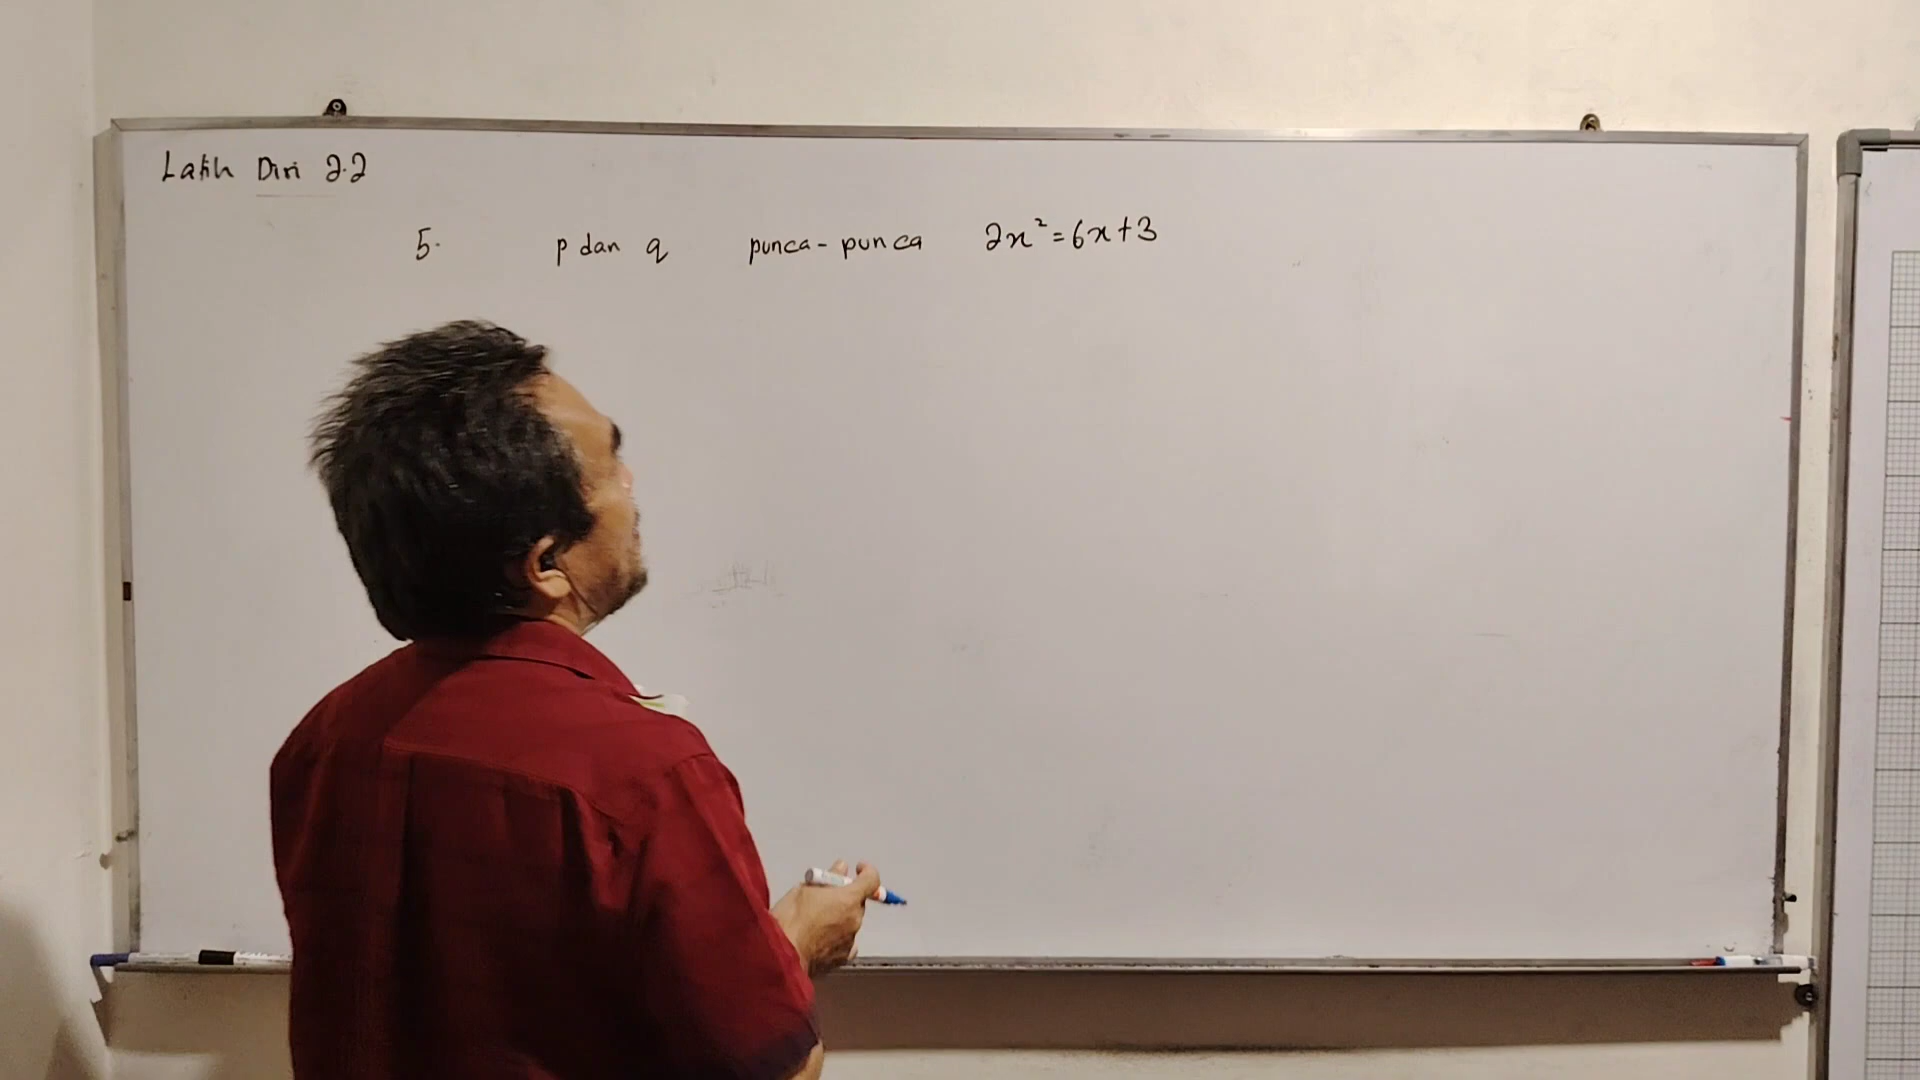 Latih Diri 2.2
5. p dan q punca-punca 2x²=6x+3